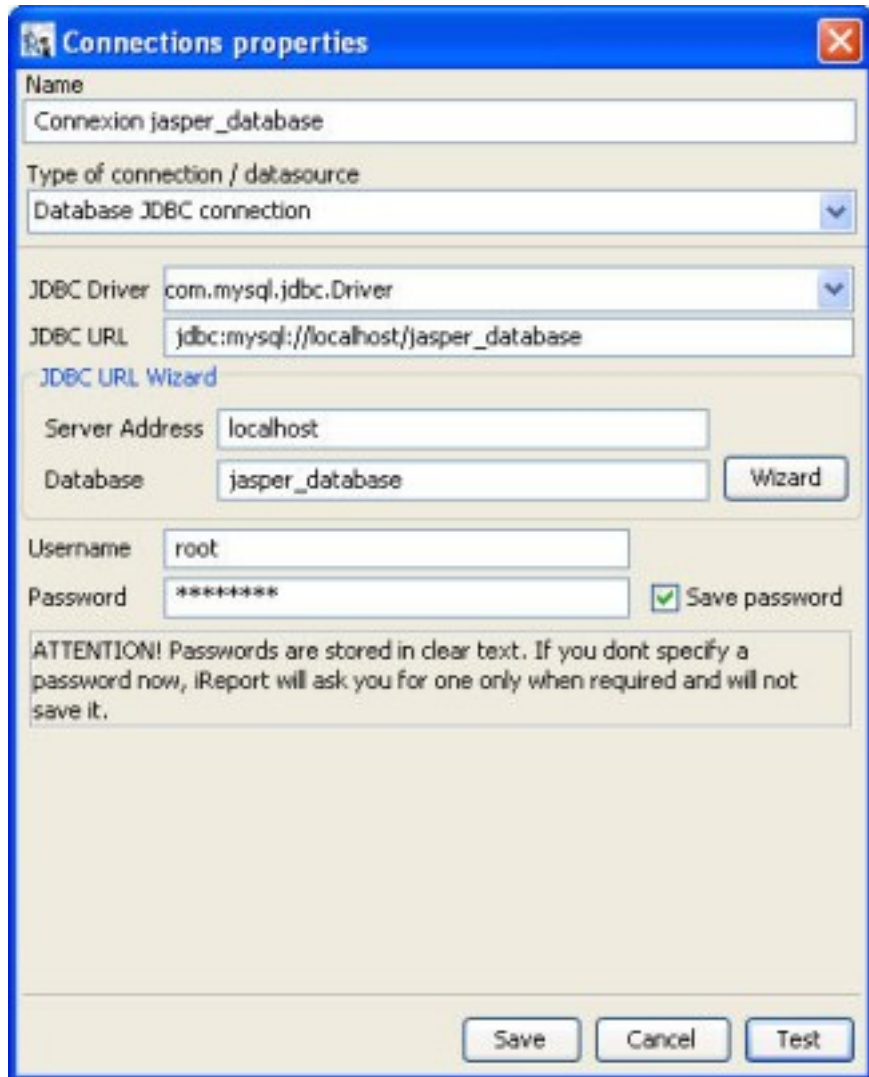 Connections properties
Name
Connexion jasper_database
Type of connection / datasource
Database JDBC connection
JDBC Driver com.mysql.jdbc.Driver
JDBC URL jdbc:mysql://localhost/jasper_database
JDBC URL Wizard
Server Address localhost
Database jasper_database Wizard
Username root
Password ******** Save password
ATTENTION! Passwords are stored in clear text. If you dont specify a
password now, iReport will ask you for one only when required and will not
save it.
Save Cancel Test